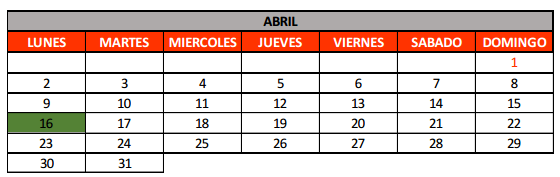 ABRIL
LUNES MARTES MIERCOLES JUEVES VIERNES SABADO DOMINGO
1
2 3 4 5 6 7 8
9 10 11 12 13 14 15
16 17 18 19 20 21 22
23 24 25 26 27 28 29
30 31